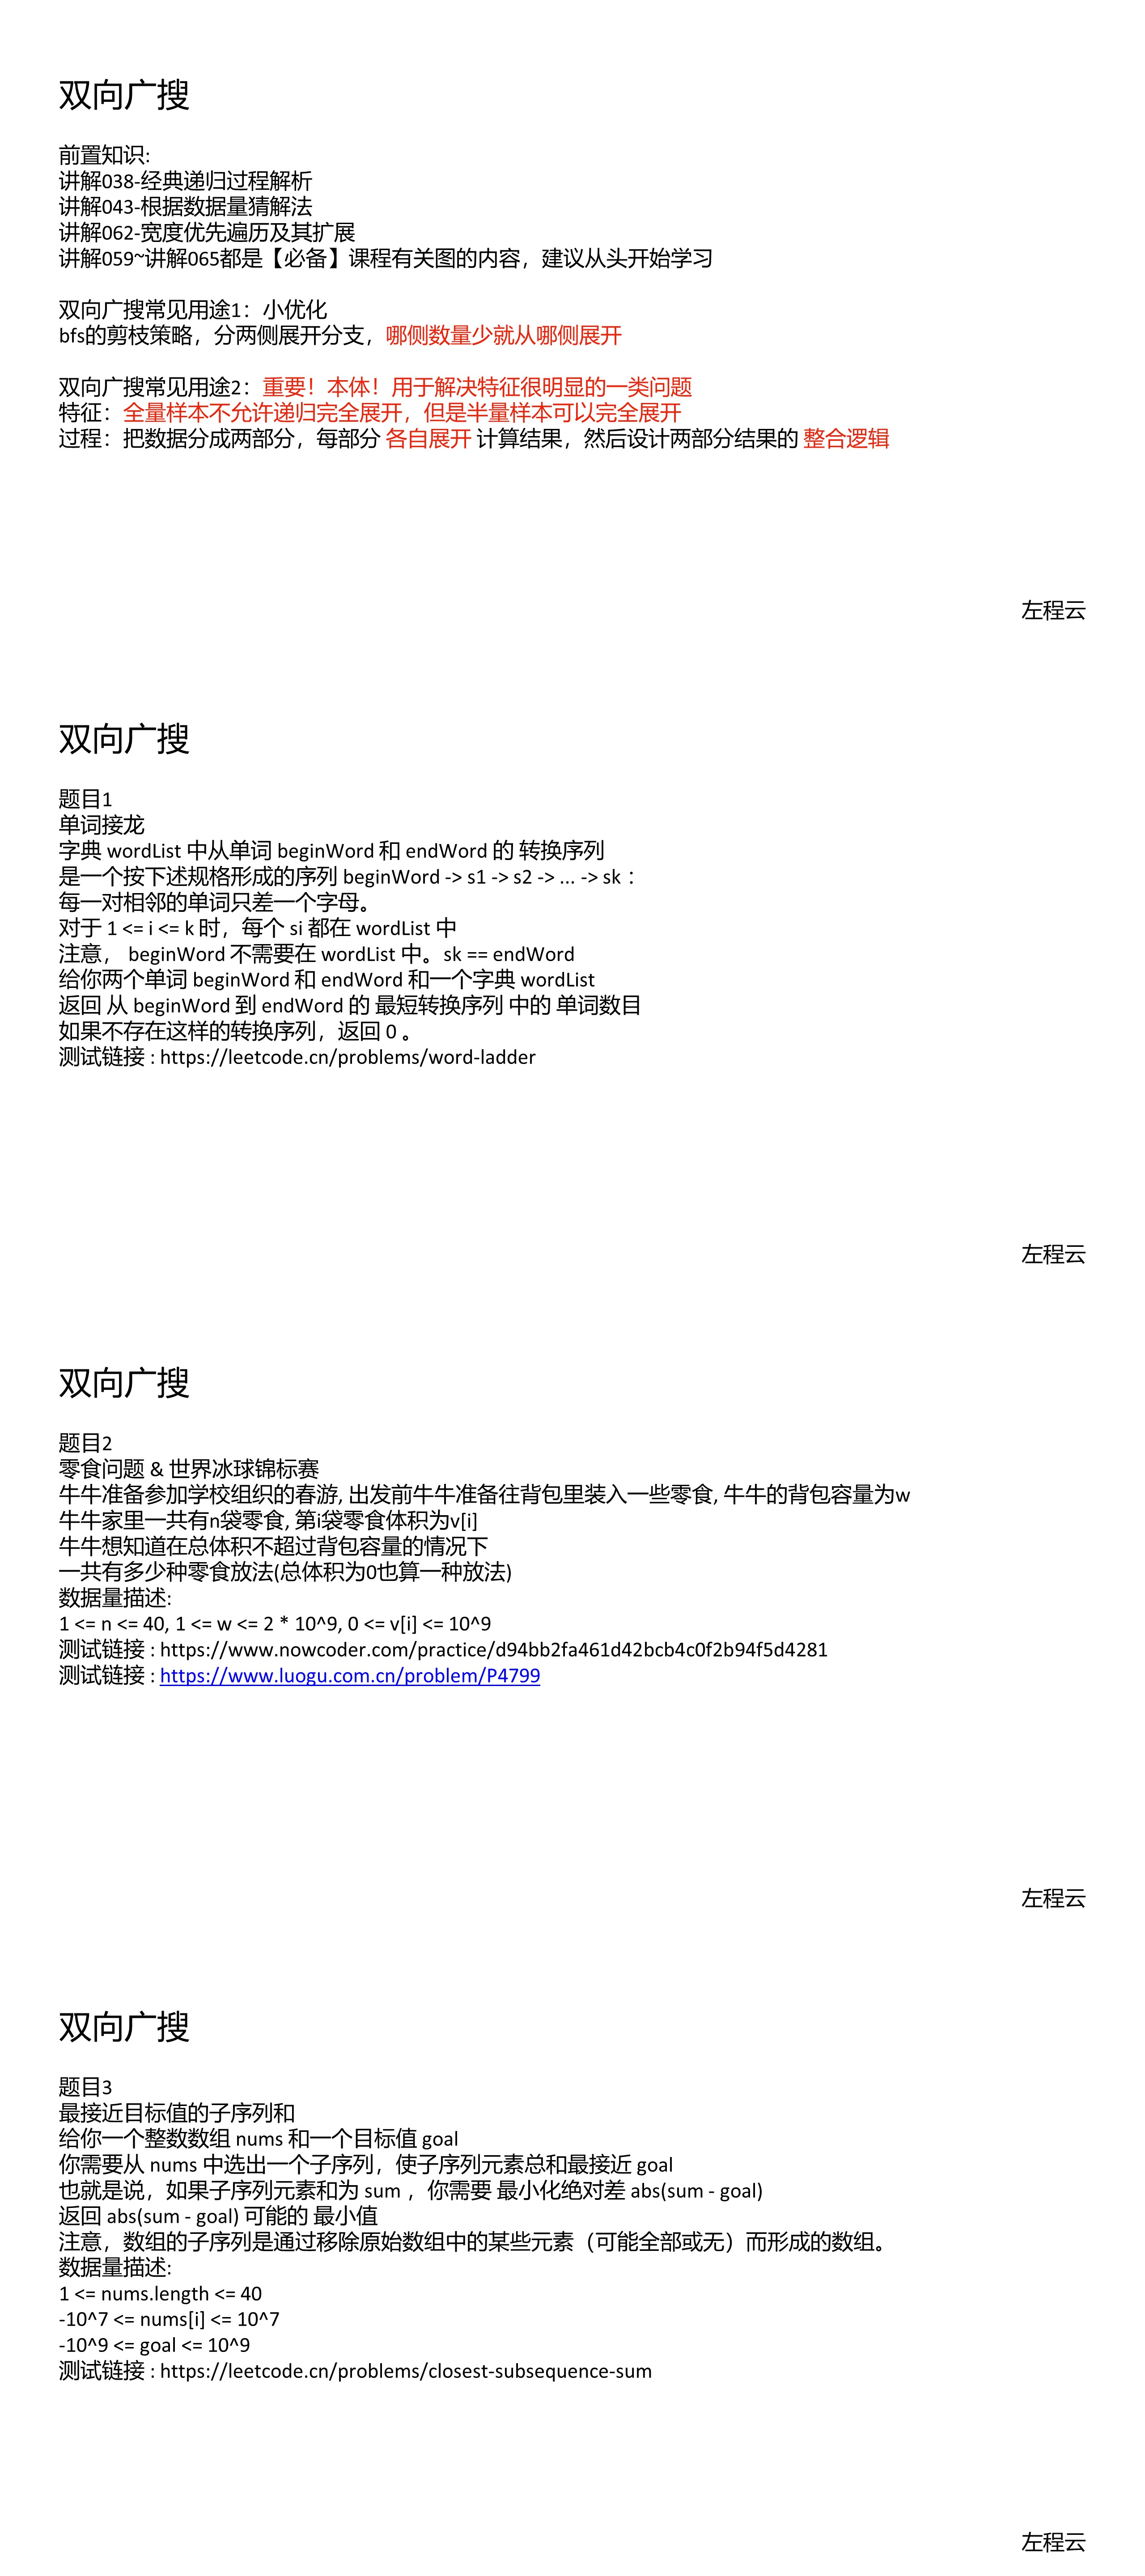 双向广搜
前置知识:
讲解038-经典递归过程解析
讲解043-根据数据量猜解法
讲解062-宽度优先遍历及其扩展
讲解059~讲解065都是【必备】课程有关图的内容，建议从头开始学习
双向广搜常见用途1：小优化
bfs的剪枝策略，分两侧展开分支，哪侧数量少就从哪侧展开
双向广搜常见用途2：重要！本体！用于解决特征很明显的一类问题
特征：全量样本不允许递归完全展开，但是半量样本可以完全展开
过程：把数据分成两部分，每部分 各自展开 计算结果，然后设计两部分结果的 整合逻辑
左程云
双向广搜
题目1
单词接龙
字典 wordList 中从单词 beginWord 和 endWord 的 转换序列
是一个按下述规格形成的序列 beginWord -> s1 -> s2 -> ... -> sk ：
每一对相邻的单词只差一个字母。
对于 1 <= i <= k 时，每个 si 都在 wordList 中
注意， beginWord 不需要在 wordList 中。sk == endWord
给你两个单词 beginWord 和 endWord 和一个字典 wordList
返回 从 beginWord 到 endWord 的 最短转换序列 中的 单词数目
如果不存在这样的转换序列，返回 0 。
测试链接 : https://leetcode.cn/problems/word-ladder
左程云
双向广搜
题目2
零食问题 & 世界冰球锦标赛
牛牛准备参加学校组织的春游, 出发前牛牛准备往背包里装入一些零食, 牛牛的背包容量为w
牛牛家里一共有n袋零食, 第i袋零食体积为v[i]
牛牛想知道在总体积不超过背包容量的情况下
一共有多少种零食放法(总体积为0也算一种放法)
数据量描述:
1 <= n <= 40, 1 <= w <= 2 * 10^9, 0 <= v[i] <= 10^9
测试链接 : https://www.nowcoder.com/practice/d94bb2fa461d42bcb4c0f2b94f5d4281
测试链接 : https://www.luogu.com.cn/problem/P4799
左程云
双向广搜
题目3
最接近目标值的子序列和
给你一个整数数组 nums 和一个目标值 goal
你需要从 nums 中选出一个子序列，使子序列元素总和最接近 goal
也就是说，如果子序列元素和为 sum ，你需要 最小化绝对差 abs(sum - goal)
返回 abs(sum - goal) 可能的 最小值
注意，数组的子序列是通过移除原始数组中的某些元素（可能全部或无）而形成的数组。
数据量描述:
1 <= nums.length <= 40
-10^7 <= nums[i] <= 10^7
-10^9 <= goal <= 10^9
测试链接 : https://leetcode.cn/problems/closest-subsequence-sum
左程云